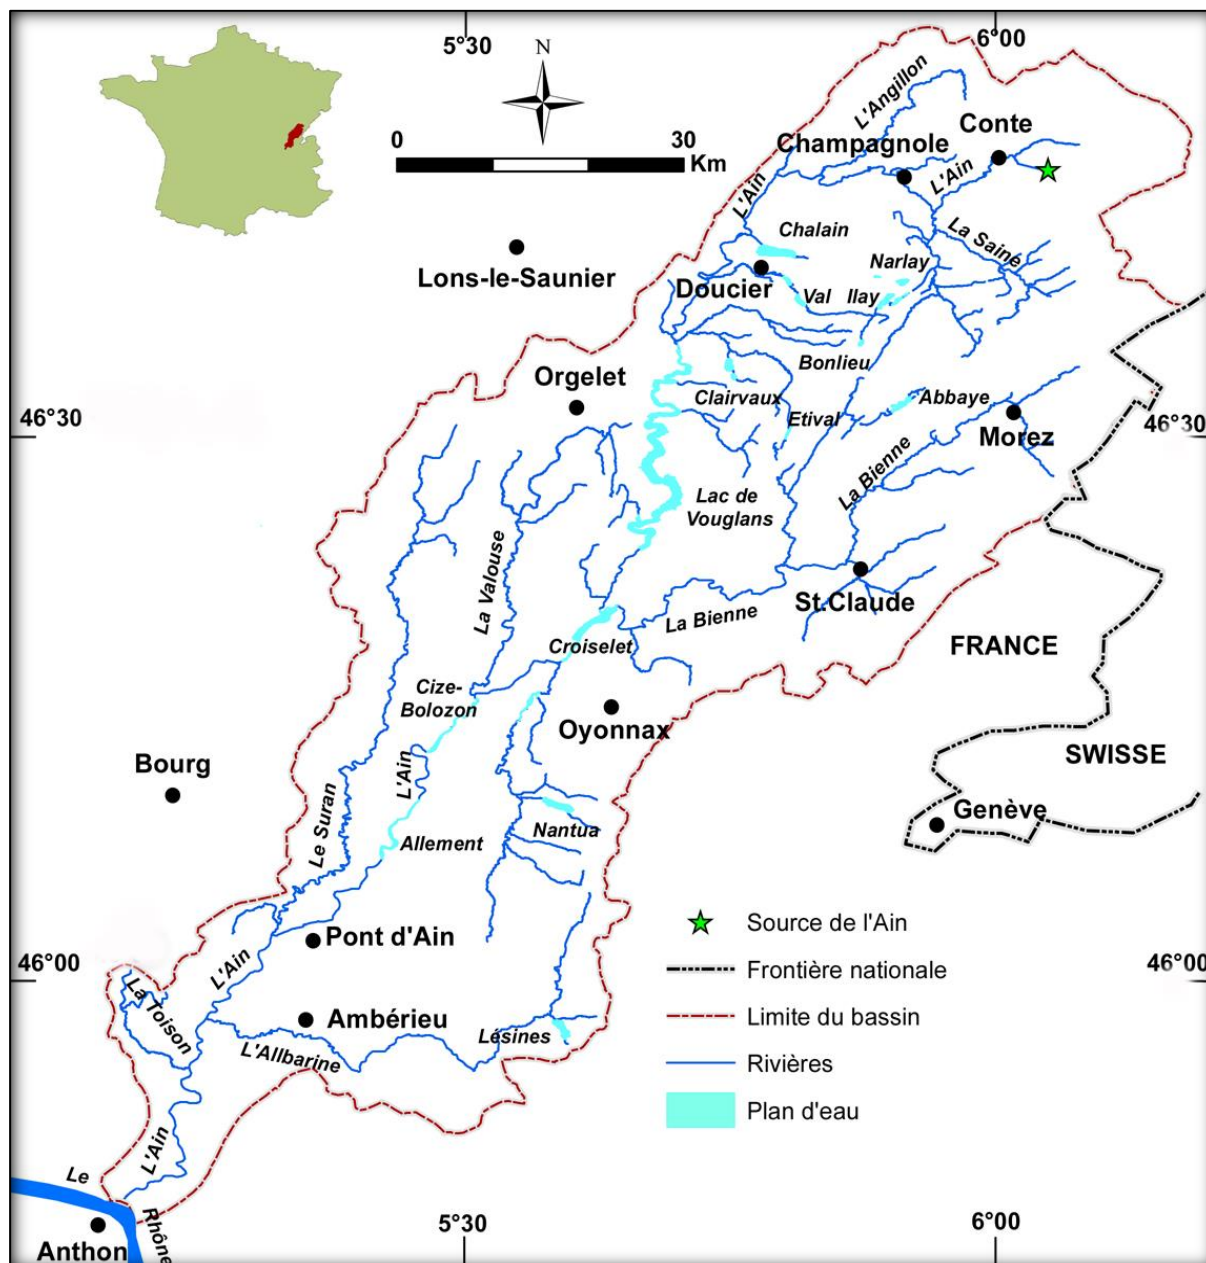 5°30
6°00
N
0
30
Km
L'Angillon
Conte
Champagnole
L'Ain
L'Ain
Chalain
La Saine
Lons-le-Saunier
Narlay
Doucier
Val
Ilay
Bonlieu
Orgelet
Clairvaux
Abbaye
Etival
46°30
46°30
Morez
La Bienne
Lac de
Vouglans
La Valouse
St.Claude
La Bienne
Croiselet
FRANCE
Cize-
Bolozon
Oyonnax
SWISSE
Bourg
L'Ain
Genève
Le Suran
Nantua
Allement
Source de l'Ain
Pont d'Ain
46°00
46°00
Frontière nationale
L'Ain
La Toison
Ambérieu
Limite du bassin
Lésines
L'Allbarine
Rivières
Plan d'eau
L'Ain
Le
Rhône
5°30
6°00
Anthon